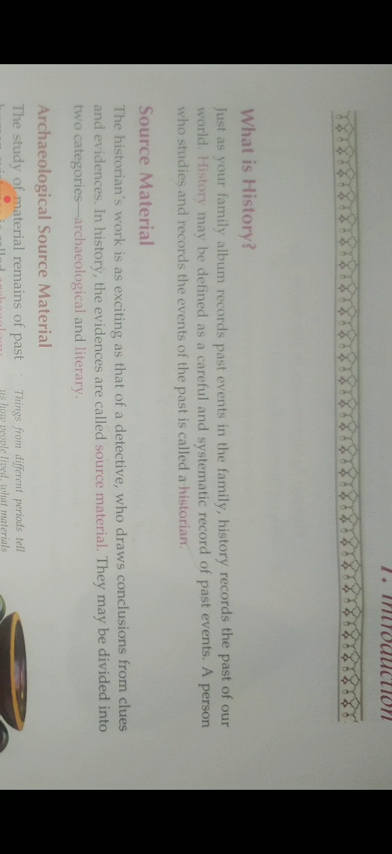 1. Introduction
What is History?
Just as your family album records past events in the family, history records the past of our
world. History may be defined as a careful and systematic record of past events. A person
who studies and records the events of the past is called a historian.
Source Material
The historian's work is as exciting as that of a detective, who draws conclusions from clues
and evidences. In history, the evidences are called source material. They may be divided into
two categories—archaeological and literary.
Archaeological Source Material
The study of material remains of past
Things from different periods tell
us how people lived, what materials